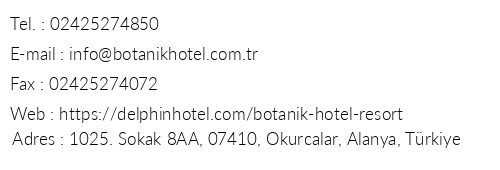 Tel. : 02425274850
E-mail : info@botanikhotel.com.tr
Fax : 02425274072
Web : https://delphinhotel.com/botanik-hotel-resort
Adres : 1025. Sokak 8AA, 07410, Okurcalar, Alanya, Türkiye